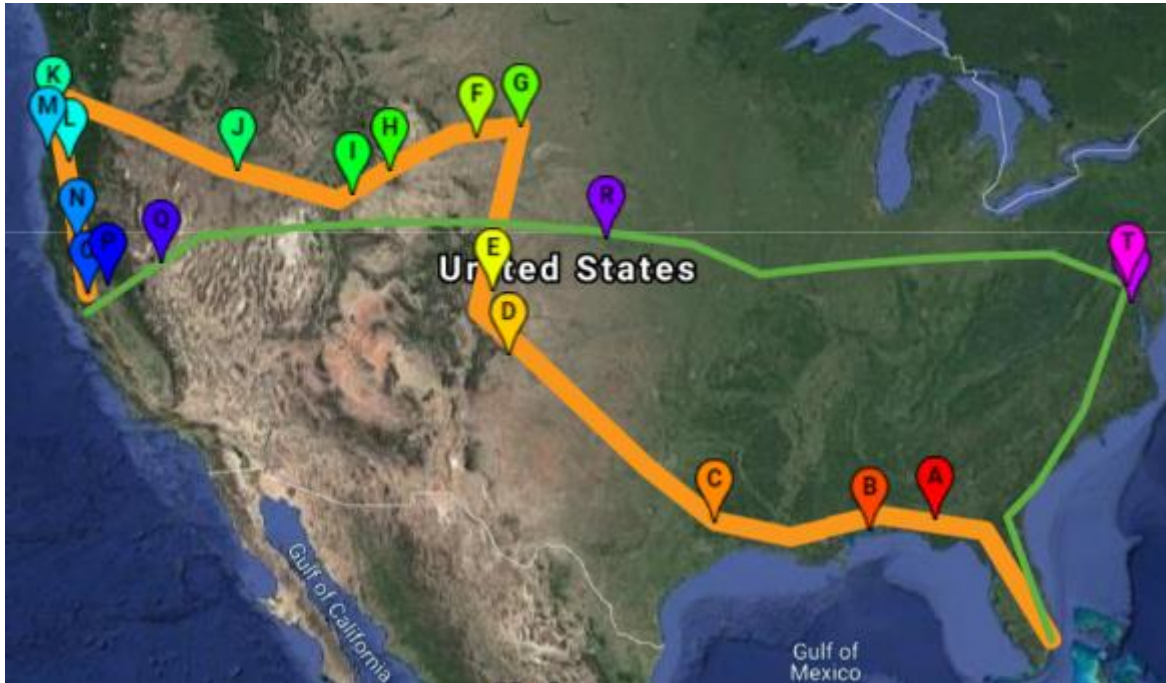 K
M
L
J
I
H
F
G
N
O
P
Q
R
E
United States
D
T
C
B
A
Gulf of California
Gulf of
Mexico